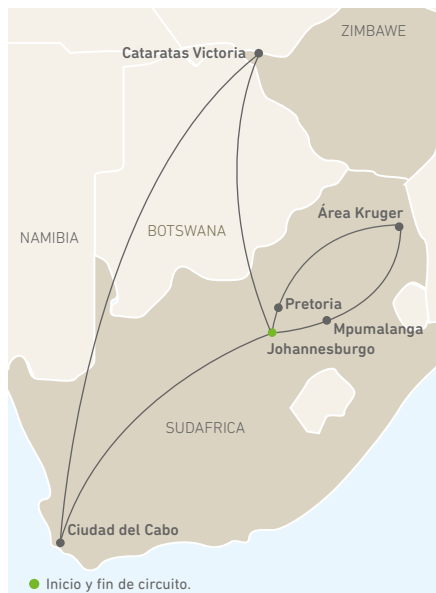 ZIMBAWE
Cataratas Victoria
Área Kruger
BOTSWANA
NAMIBIA
Pretoria
Mpumalanga
Johannesburgo
SUDAFRICA
Ciudad del Cabo
Inicio y fin de circuito.